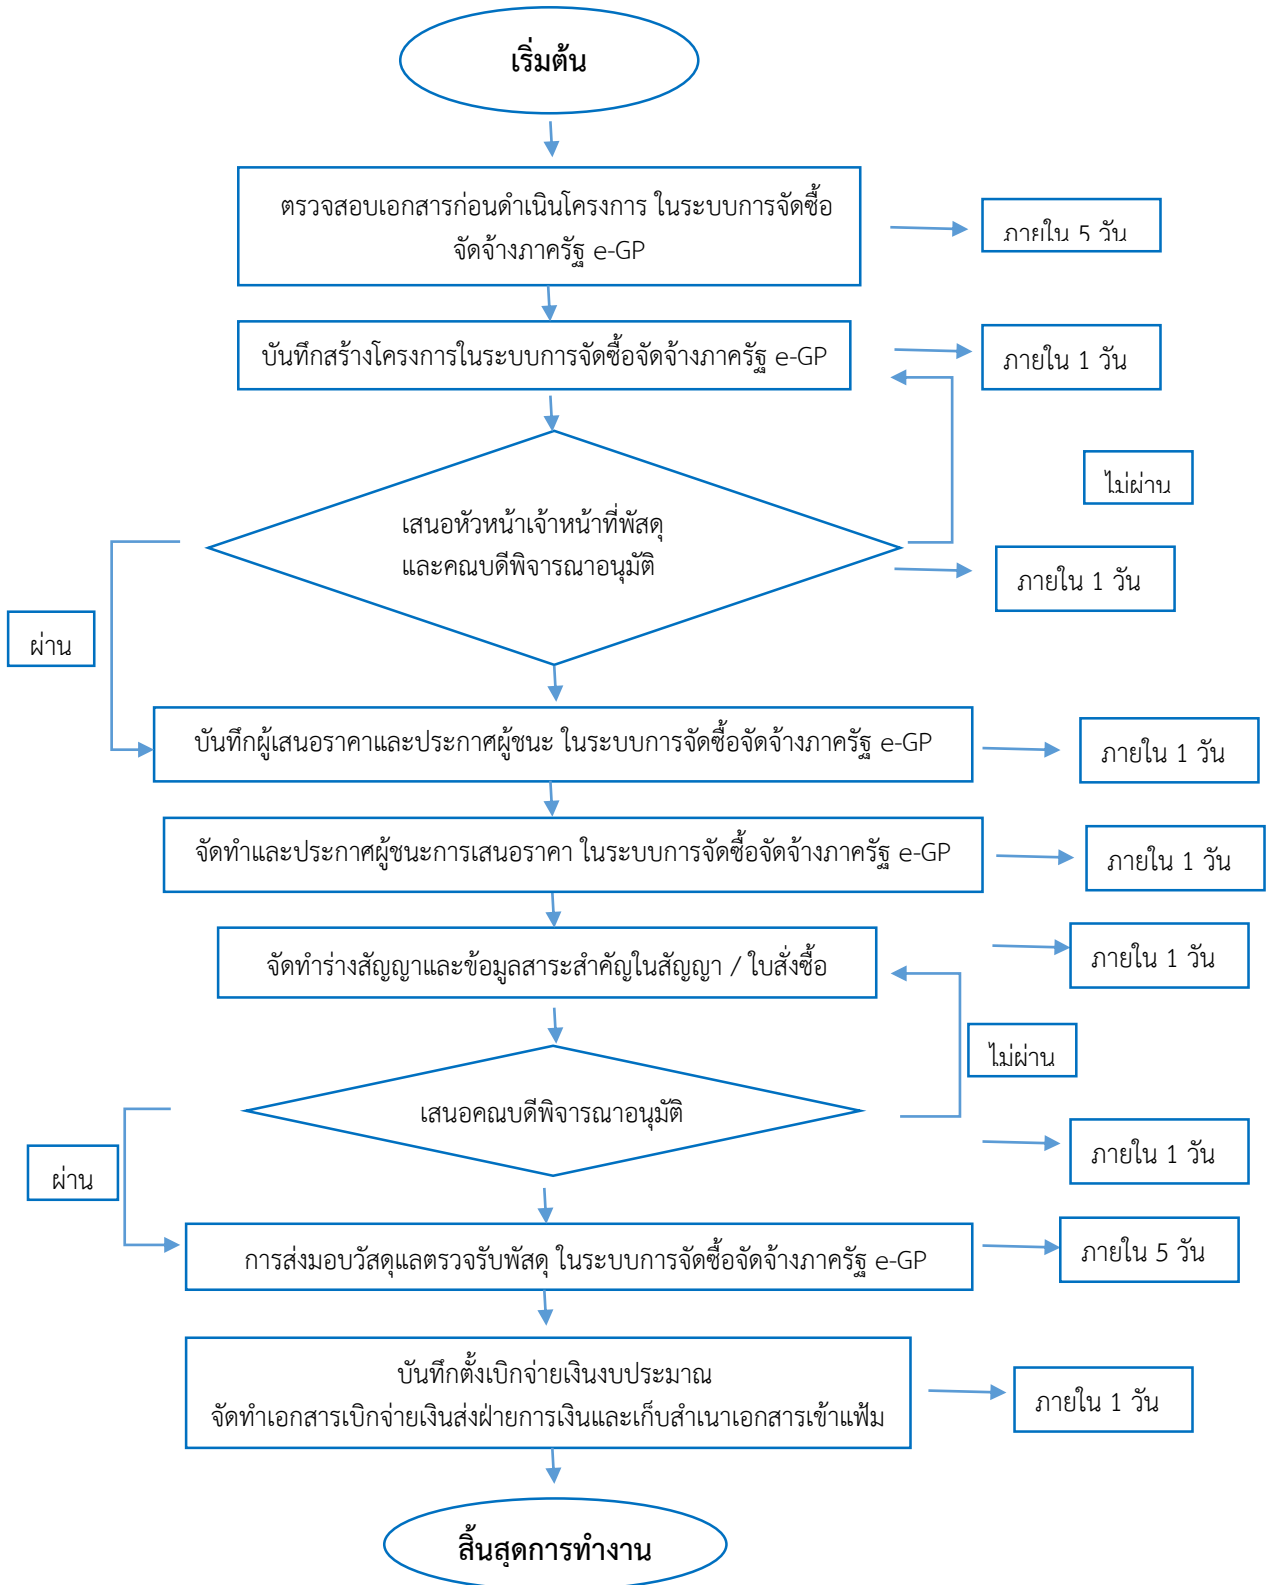 เริ่มต้น
ตรวจสอบเอกสารก่อนดำเนินโครงการ ในระบบการจัดซื้อ
จัดจ้างภาครัฐ e-GP
ภายใน 5 วัน
บันทึกสร้างโครงการในระบบการจัดซื้อจัดจ้างภาครัฐ e-GP
ภายใน 1 วัน
ไม่ผ่าน
เสนอหัวหน้าเจ้าหน้าที่พัสดุ
และคณบดีพิจารณาอนุมัติ
ภายใน 1 วัน
ผ่าน
บันทึกผู้เสนอราคาและประกาศผู้ชนะ ในระบบการจัดซื้อจัดจ้างภาครัฐ e-GP
ภายใน 1 วัน
จัดทำและประกาศผู้ชนะการเสนอราคา ในระบบการจัดซื้อจัดจ้างภาครัฐ e-GP
ภายใน 1 วัน
จัดทำร่างสัญญาและข้อมูลสาระสำคัญในสัญญา / ใบสั่งซื้อ
ภายใน 1 วัน
ไม่ผ่าน
เสนอคณบดีพิจารณาอนุมัติ
ภายใน 1 วัน
ผ่าน
การส่งมอบวัสดุแลตรวจรับพัสดุ ในระบบการจัดซื้อจัดจ้างภาครัฐ e-GP
ภายใน 5 วัน
บันทึกตั้งเบิกจ่ายเงินงบประมาณ
จัดทำเอกสารเบิกจ่ายเงินส่งฝ่ายการเงินและเก็บสำเนาเอกสารเข้าแฟ้ม
ภายใน 1 วัน
สิ้นสุดการทำงาน